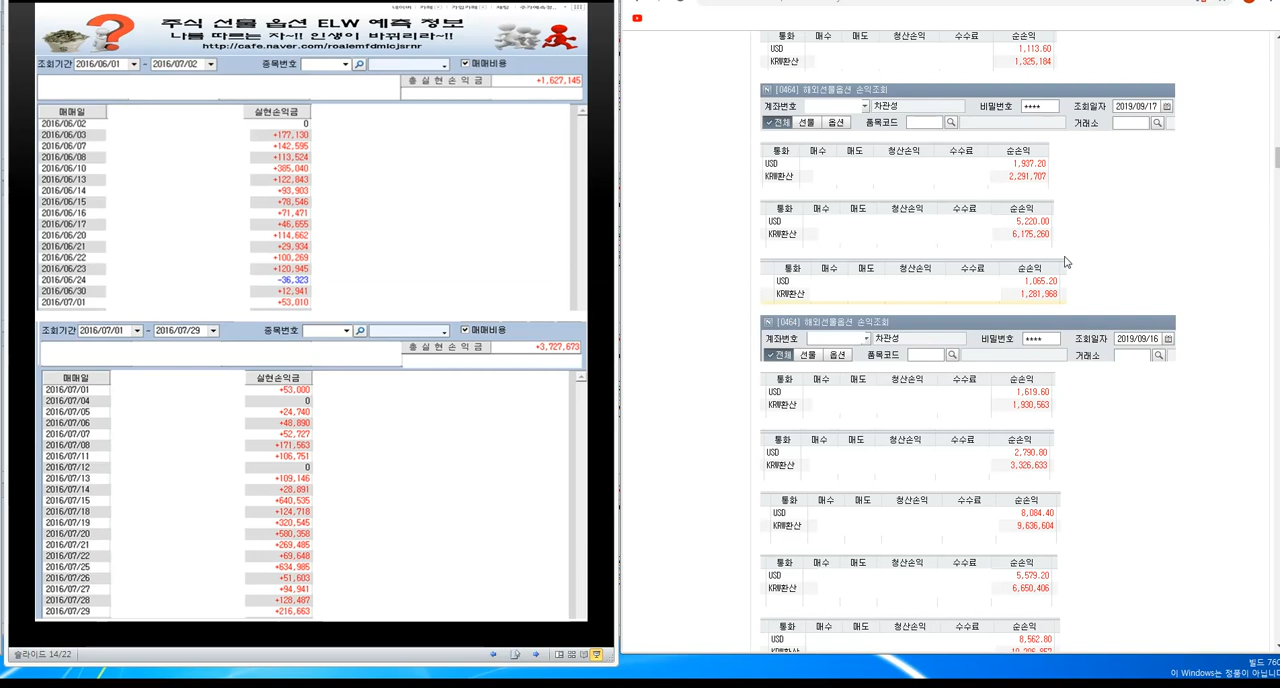 주식 선물 옵션 ELW 예측 정보
나를 따르는 자~!! 인생이 바뀌리라~!!
http://cafe.naver.com/roalemfdmlcjsrnr
조회기간 2016/06/01 ~ 2016/07/02 종목번호 매매비용
총 실 현 손 익 금 +1,627,145
매매일 실현손익금
2016/06/02 0
2016/06/03 +177,130
2016/06/07 +142,595
2016/06/08 +113,524
2016/06/10 +385,040
2016/06/13 +122,843
2016/06/14 +93,903
2016/06/15 +78,546
2016/06/16 +71,471
2016/06/17 +46,655
2016/06/20 +114,662
2016/06/21 +29,934
2016/06/22 +100,269
2016/06/23 +120,945
2016/06/24 -36,323
2016/06/30 +12,941
2016/07/01 +53,010
조회기간 2016/07/01 ~ 2016/07/29 종목번호 매매비용
총 실 현 손 익 금 +3,727,673
매매일 실현손익금
2016/07/01 +53,000
2016/07/04 0
2016/07/05 +24,740
2016/07/06 +48,890
2016/07/07 +52,727
2016/07/08 +171,563
2016/07/11 +106,751
2016/07/12 0
2016/07/13 +109,146
2016/07/14 +28,891
2016/07/15 +640,535
2016/07/18 +124,718
2016/07/19 +320,545
2016/07/20 +580,358
2016/07/21 +269,485
2016/07/22 +69,648
2016/07/25 +634,985
2016/07/26 +51,603
2016/07/27 +94,941
2016/07/28 +128,487
2016/07/29 +216,663
슬라이드 14/22
통화 매수 매도 청산손익 수수료 순손익
USD 1,113.60
KRW환산 1,325,184
[0464] 해외선물옵션 손익조회
계좌번호 차관성 비밀번호 **** 조회일자 2019/09/17
전체 선물 옵션 품목코드 거래소
통화 매수 매도 청산손익 수수료 순손익
USD 1,937.20
KRW환산 2,291,707
통화 매수 매도 청산손익 수수료 순손익
USD 5,220.00
KRW환산 6,175,260
통화 매수 매도 청산손익 수수료 순손익
USD 1,065.20
KRW환산 1,281,968
[0464] 해외선물옵션 손익조회
계좌번호 차관성 비밀번호 **** 조회일자 2019/09/16
전체 선물 옵션 품목코드 거래소
통화 매수 매도 청산손익 수수료 순손익
USD 1,619.60
KRW환산 1,930,563
통화 매수 매도 청산손익 수수료 순손익
USD 2,790.80
KRW환산 3,326,633
통화 매수 매도 청산손익 수수료 순손익
USD 8,084.40
KRW환산 9,636,604
통화 매수 매도 청산손익 수수료 순손익
USD 5,579.20
KRW환산 6,650,406
통화 매수 매도 청산손익 수수료 순손익
USD 8,562.80
빌드 760
이 Windows는 정품이 아닙니다